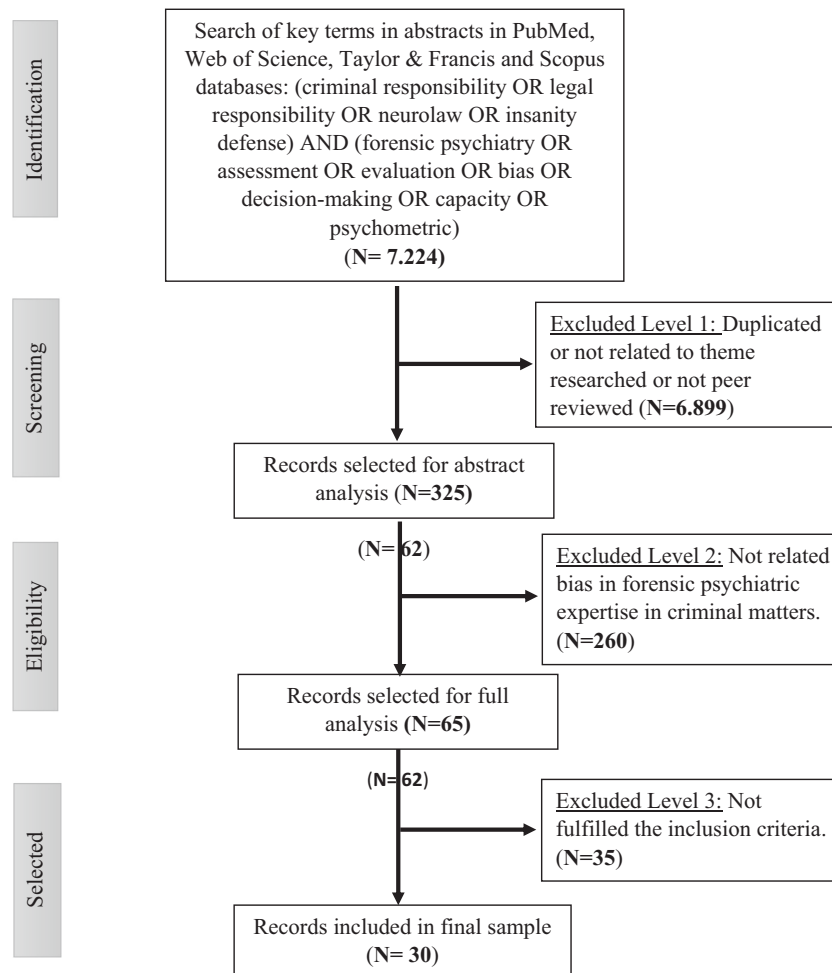 Identification
Search of key terms in abstracts in PubMed,
Web of Science, Taylor & Francis and Scopus
databases: (criminal responsibility OR legal
responsibility OR neurolaw OR insanity
defense) AND (forensic psychiatry OR
assessment OR evaluation OR bias OR
decision-making OR capacity OR
psychometric)
(N= 7.224)
Screening
Excluded Level 1: Duplicated
or not related to theme
researched or not peer
reviewed (N=6.899)
Records selected for abstract
analysis (N=325)
Eligibility
(N= 62)
Excluded Level 2: Not related
bias in forensic psychiatric
expertise in criminal matters.
(N=260)
Records selected for full
analysis (N=65)
Selected
(N=62)
Excluded Level 3: Not
fulfilled the inclusion criteria.
(N=35)
Records included in final sample
(N= 30)